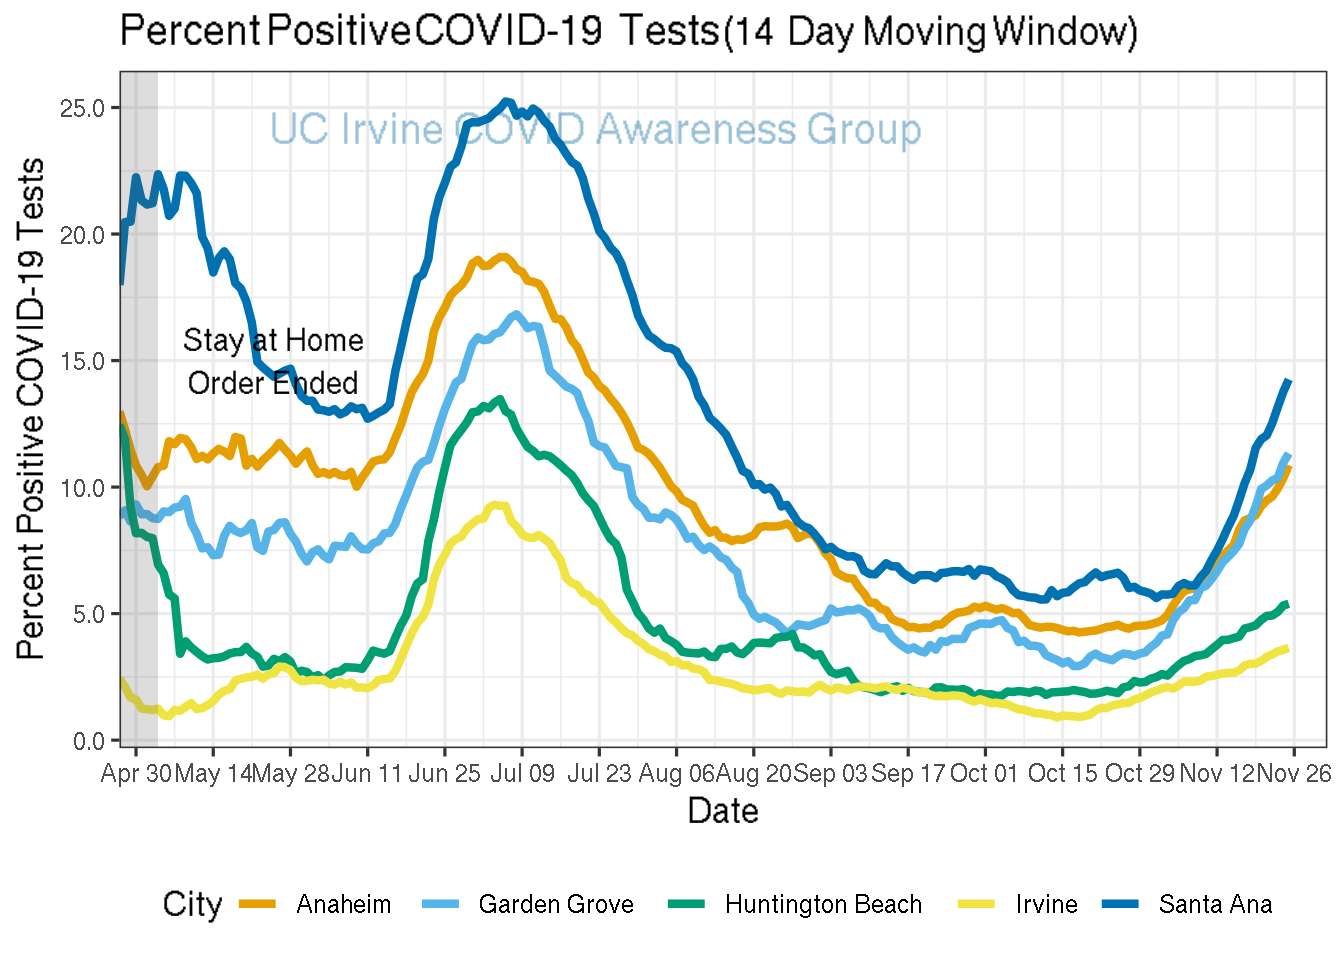 Percent Positive COVID-19 Tests(14 Day Moving Window)
UC Irvine COVID Awareness Group
Percent Positive COVID-19 Tests
25.0
20.0
15.0
10.0
5.0
0.0
Stay at Home
Order Ended
Apr 30 May 14 May 28 Jun 11 Jun 25 Jul 09 Jul 23 Aug 06 Aug 20 Sep 03 Sep 17 Oct 01 Oct 15 Oct 29 Nov 12 Nov 26
Date
City Anaheim Garden Grove Huntington Beach Irvine Santa Ana